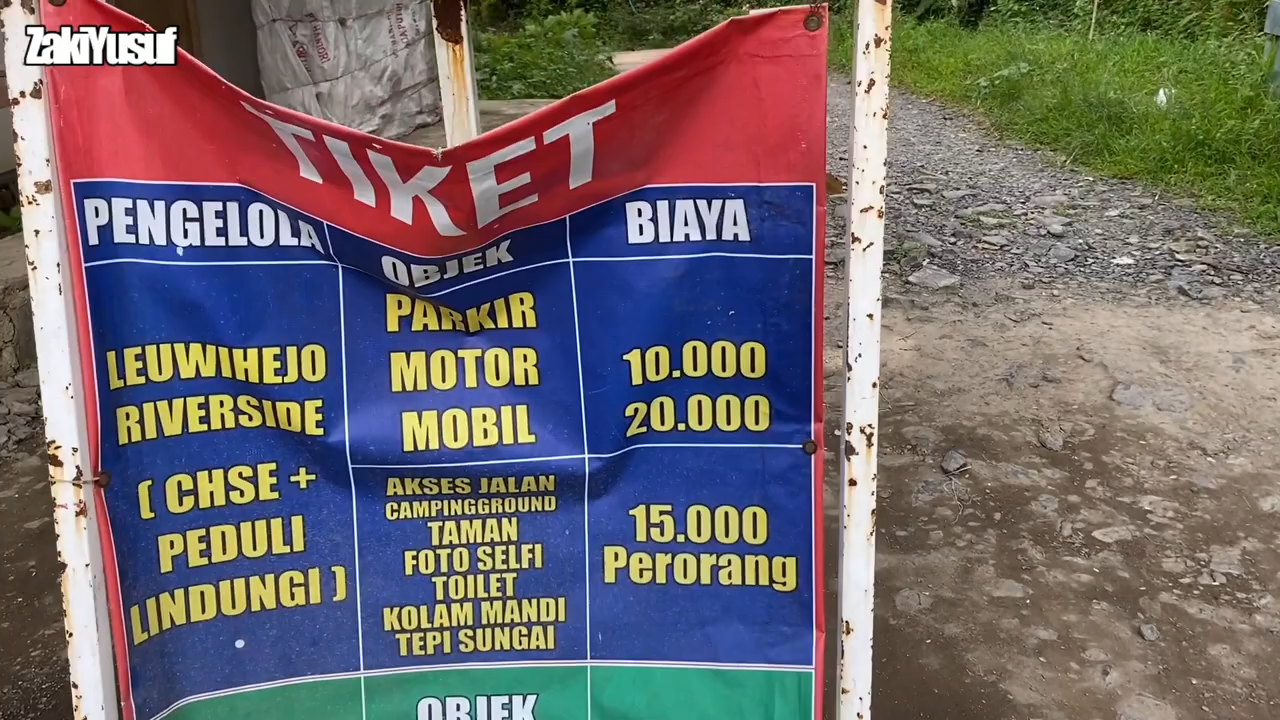 ZakiYusuf
TIKET
PENGELOLA
OBJEK
BIAYA
LEUWIHEJO
RIVERSIDE
( CHSE +
PEDULI
LINDUNGI )
PARKIR
MOTOR
MOBIL
10.000
20.000
AKSES JALAN
CAMPINGGROUND
TAMAN
FOTO SELFI
TOILET
KOLAM MANDI
TEPI SUNGAI
15.000
Perorang
OBJEK